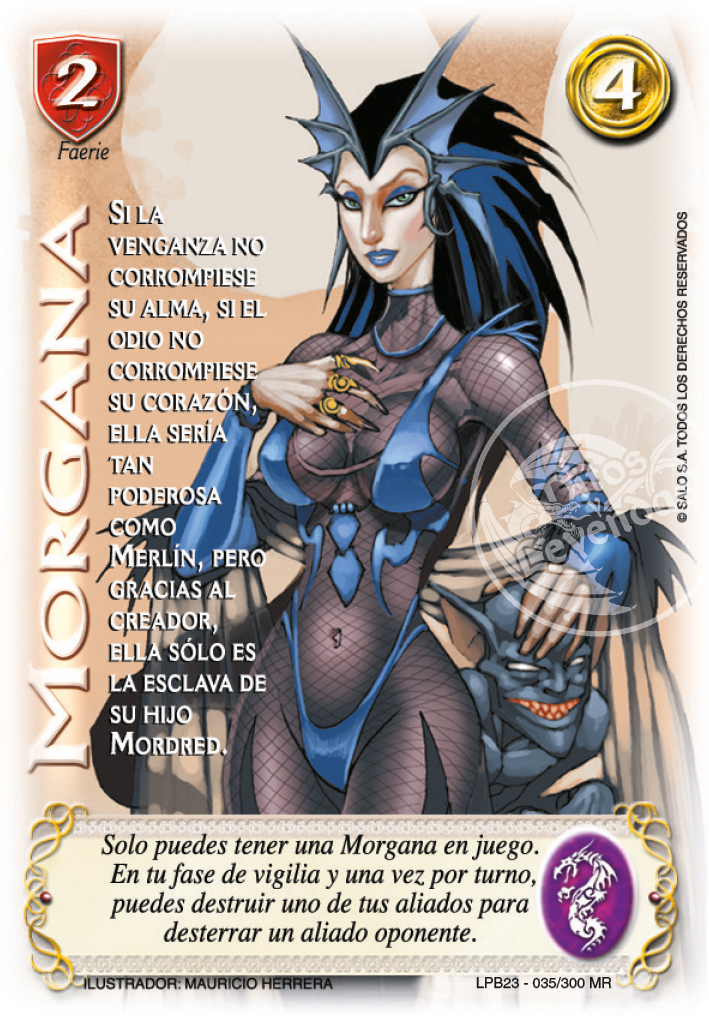 2
Faerie
4
MORGANA
SI LA
VENGANZA NO
CORROMPIESE
SU ALMA, SI EL
ODIO NO
CORROMPIESE
SU CORAZÓN,
ELLA SERÍA
TAN
PODEROSA
COMO
MERLÍN, PERO
GRACIAS AL
CREADOR,
ELLA SÓLO ES
LA ESCLAVA DE
SU HIJO
MORDRED.
© SALO S.A. TODOS LOS DERECHOS RESERVADOS
Mitos
y
Leyendas
Solo puedes tener una Morgana en juego.
En tu fase de vigilia y una vez por turno,
puedes destruir uno de tus aliados para
desterrar un aliado oponente.
ILUSTRADOR: MAURICIO HERRERA
LPB23 - 035/300 MR